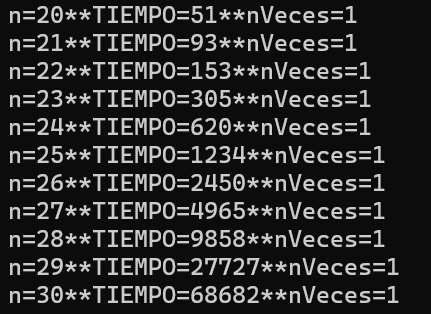 n=20**TIEMPO=51**nVeces=1
n=21**TIEMPO=93**nVeces=1
n=22**TIEMPO=153**nVeces=1
n=23**TIEMPO=305**nVeces=1
n=24**TIEMPO=620**nVeces=1
n=25**TIEMPO=1234**nVeces=1
n=26**TIEMPO=2450**nVeces=1
n=27**TIEMPO=4965**nVeces=1
n=28**TIEMPO=9858**nVeces=1
n=29**TIEMPO=27727**nVeces=1
n=30**TIEMPO=68682**nVeces=1